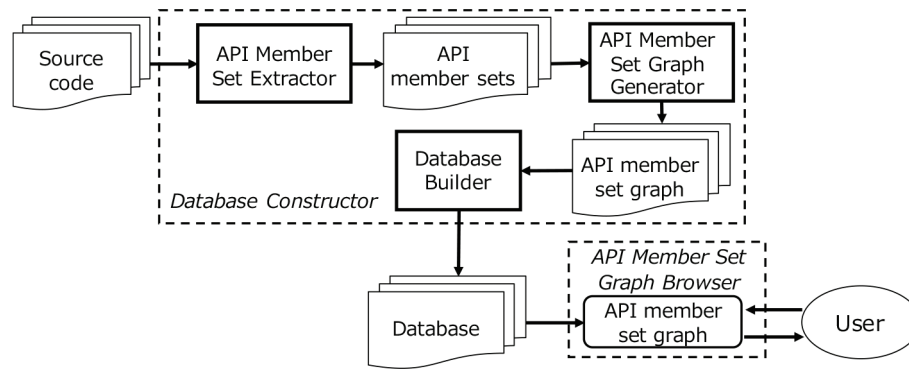 Source
code
API Member
Set Extractor
API
member sets
API Member
Set Graph
Generator
Database
Builder
API member
set graph
Database Constructor
API Member Set
Graph Browser
Database
API member
set graph
User